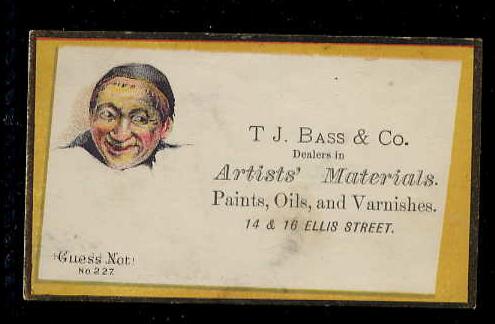 T J. BASS & CO.
Dealers in
Artists' Materials.
Paints, Oils, and Varnishes.
14 & 16 ELLIS STREET.
!Guess Not!
No. 227.